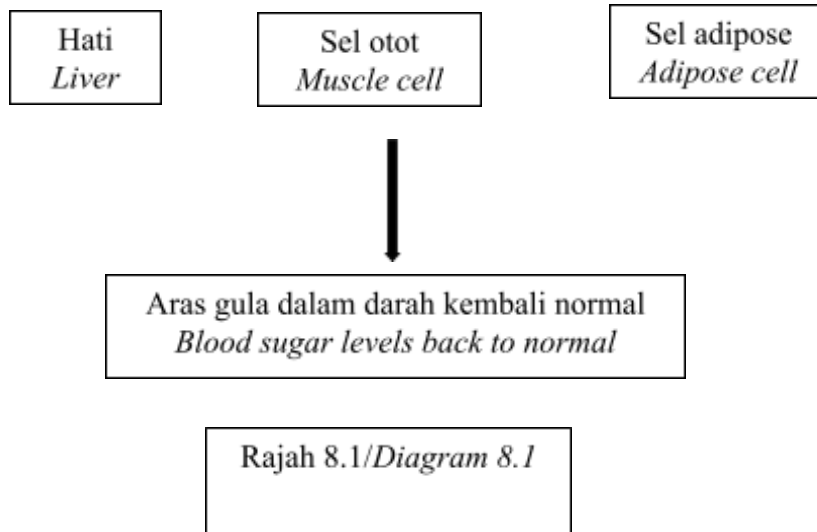 Hati
Liver
Sel otot
Muscle cell
Sel adipose
Adipose cell
Aras gula dalam darah kembali normal
Blood sugar levels back to normal
Rajah 8.1/Diagram 8.1